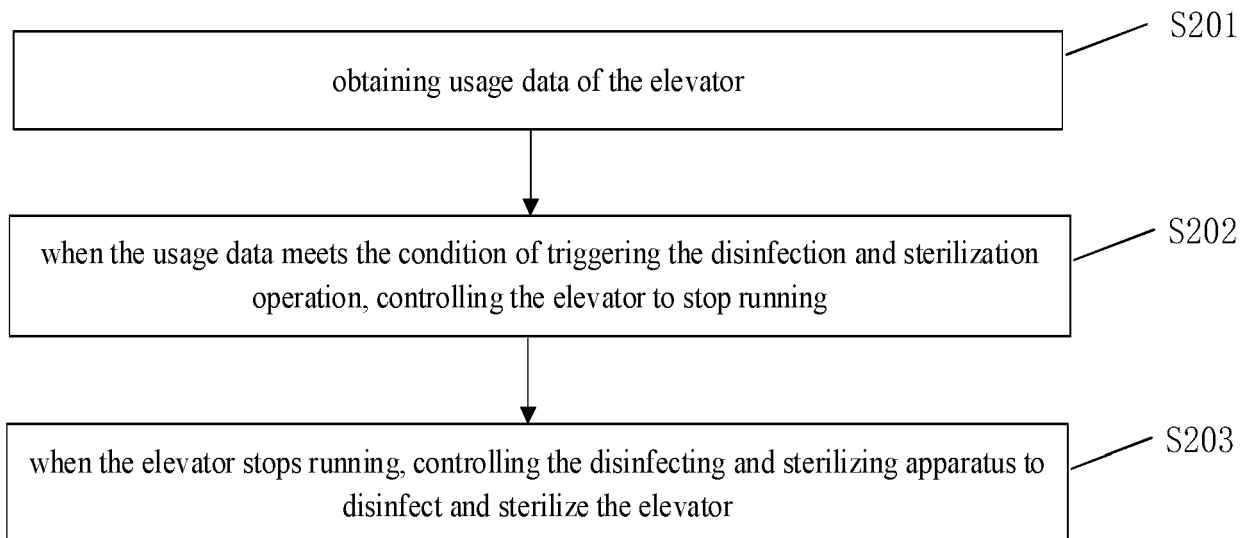 S201
obtaining usage data of the elevator
S202
when the usage data meets the condition of triggering the disinfection and sterilization
operation, controlling the elevator to stop running
S203
when the elevator stops running, controlling the disinfecting and sterilizing apparatus to
disinfect and sterilize the elevator